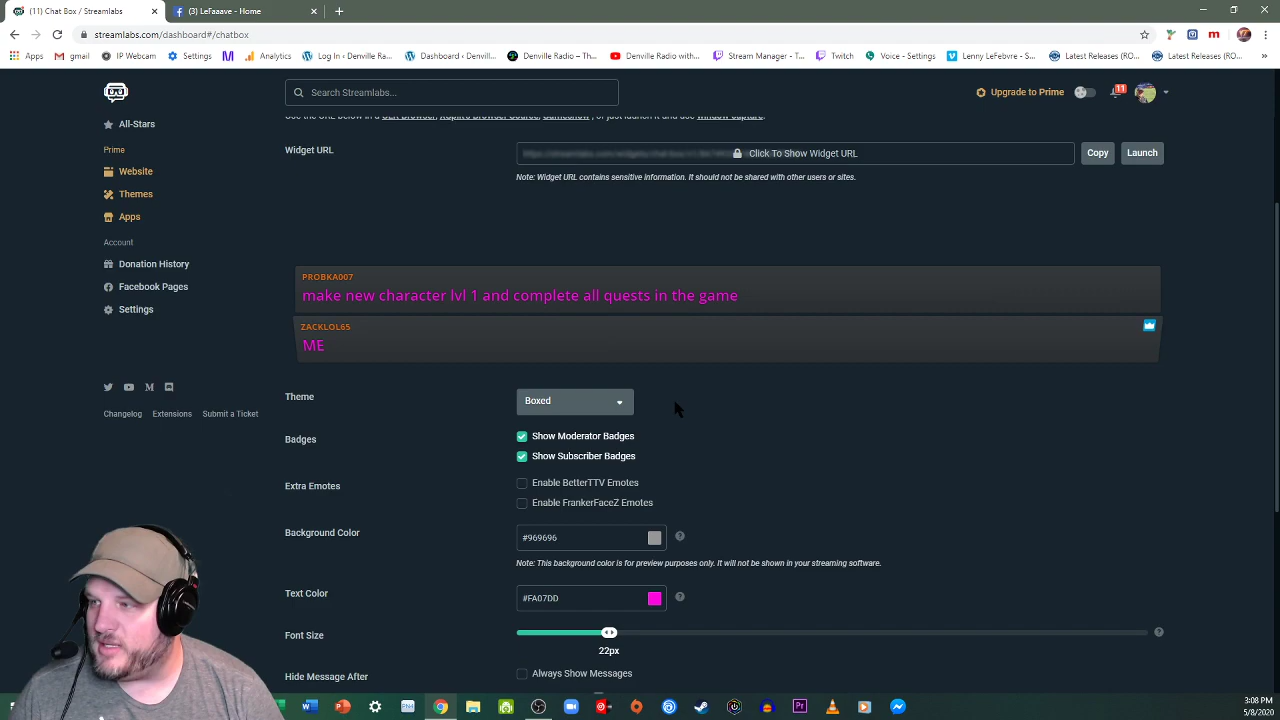 (11) Chat Box / Streamlabs
LeFaaave - Home
streamlabs.com/dashboard#/chatbox
Apps
gmail
IP Webcam
Settings
Analytics
Denville Radio - Th...
Dashboard ‹ Denvill...
Denville Radio – Te...
Denville Radio with...
Stream Manager - T...
Twitch
Voice - Settings
Lenny LeFebvre - S...
Latest Releases (RO...
Latest Releases (RO...
Search Streamlabs...
Upgrade to Prime
11
All-Stars
Prime
Website
Themes
Apps
Account
Donation History
Facebook Pages
Settings
Changelog Extensions Submit a Ticket
Widget URL
Click To Show Widget URL
Copy
Launch
Note: Widget URL contains sensitive information. It should not be shared with other users or sites.
PROBKA007
make new character lvl 1 and complete all quests in the game
ZACKLOL65
ME
Theme
Boxed
Badges
Show Moderator Badges
Show Subscriber Badges
Extra Emotes
Enable BetterTTV Emotes
Enable FrankerFaceZ Emotes
Background Color
#969696
Note: This background color is for preview purposes only. It will not be shown in your streaming software.
Text Color
#FA07DD
Font Size
22px
Hide Message After
Always Show Messages
3:08 PM
5/8/2020